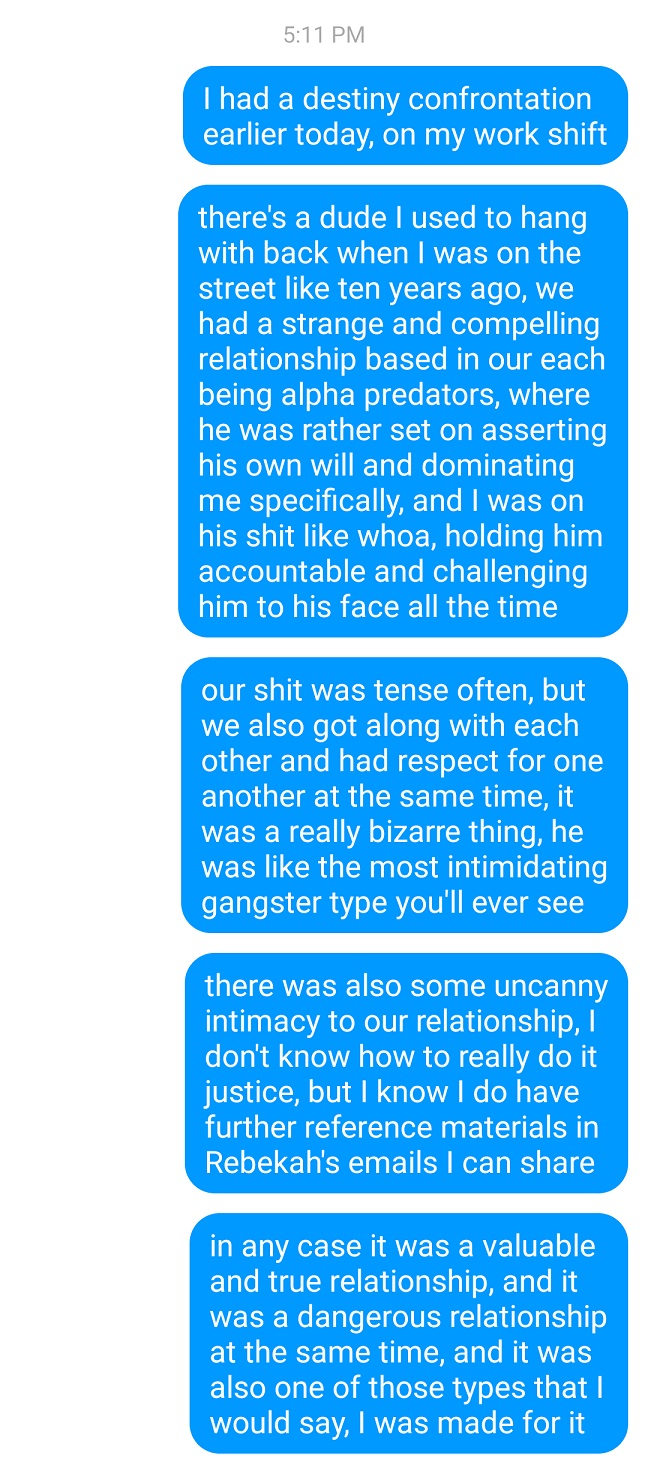 5:11 PM
I had a destiny confrontation
earlier today, on my work shift
there's a dude I used to hang
with back when I was on the
street like ten years ago, we
had a strange and compelling
relationship based in our each
being alpha predators, where
he was rather set on asserting
his own will and dominating
me specifically, and I was on
his shit like whoa, holding him
accountable and challenging
him to his face all the time
our shit was tense often, but
we also got along with each
other and had respect for one
another at the same time, it
was a really bizarre thing, he
was like the most intimidating
gangster type you'll ever see
there was also some uncanny
intimacy to our relationship, I
don't know how to really do it
justice, but I know I do have
further reference materials in
Rebekah's emails I can share
in any case it was a valuable
and true relationship, and it
was a dangerous relationship
at the same time, and it was
also one of those types that I
would say, I was made for it